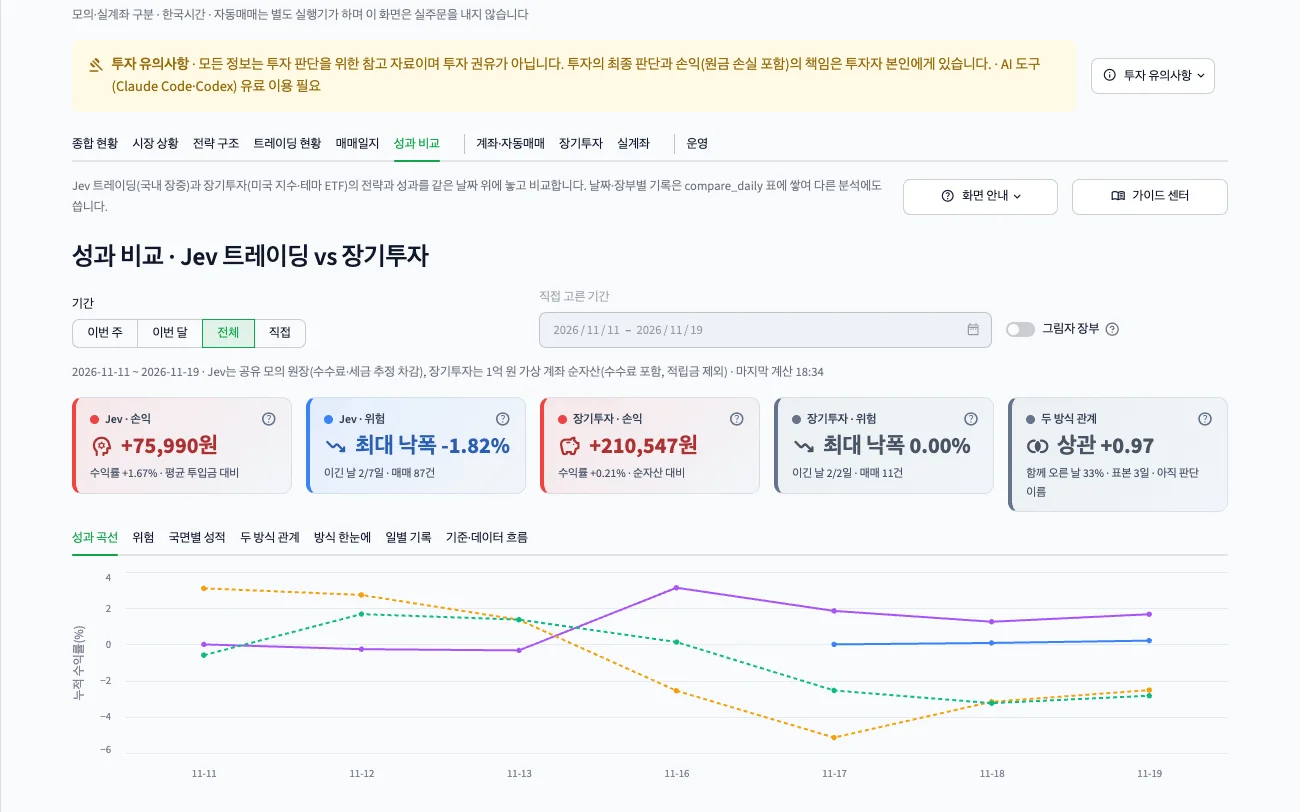 모의·실계좌 구분 · 한국시간 · 자동매매는 별도 실행기가 하며 이 화면은 실주문을 내지 않습니다
투자 유의사항 · 모든 정보는 투자 판단을 위한 참고 자료이며 투자 권유가 아닙니다. 투자의 최종 판단과 손익(원금 손실 포함)의 책임은 투자자 본인에게 있습니다. · AI 도구
(Claude Code·Codex) 유료 이용 필요
투자 유의사항
종합 현황 시장 상황 전략 구조 트레이딩 현황 매매일지 성과 비교 계좌·자동매매 장기투자 실계좌 운영
Jev 트레이딩(국내 장중)과 장기투자(미국 지수·테마 ETF)의 전략과 성과를 같은 날짜 위에 놓고 비교합니다. 날짜·장부별 기록은 compare_daily 표에 쌓여 다른 분석에도
씁니다.
화면 안내
가이드 센터
성과 비교 · Jev 트레이딩 vs 장기투자
기간
이번 주 이번 달 전체 직접
직접 고른 기간
2026 / 11 / 11 – 2026 / 11 / 19
그림자 장부
2026-11-11 ~ 2026-11-19 · Jev는 공유 모의 원장(수수료·세금 추정 차감), 장기투자는 1억 원 가상 계좌 순자산(수수료 포함, 적립금 제외) · 마지막 계산 18:34
Jev · 손익
+75,990원
수익률 +1.67% · 평균 투입금 대비
Jev · 위험
최대 낙폭 -1.82%
이긴 날 2/7일 · 매매 87건
장기투자 · 손익
+210,547원
수익률 +0.21% · 순자산 대비
장기투자 · 위험
최대 낙폭 0.00%
이긴 날 2/2일 · 매매 11건
두 방식 관계
상관 +0.97
함께 오른 날 33% · 표본 3일 · 아직 판단
이름
성과 곡선 위험 국면별 성적 두 방식 관계 방식 한눈에 일별 기록 기준·데이터 흐름
누적 수익률(%)
4
2
0
−2
−4
−6
11-11 11-12 11-13 11-16 11-17 11-18 11-19